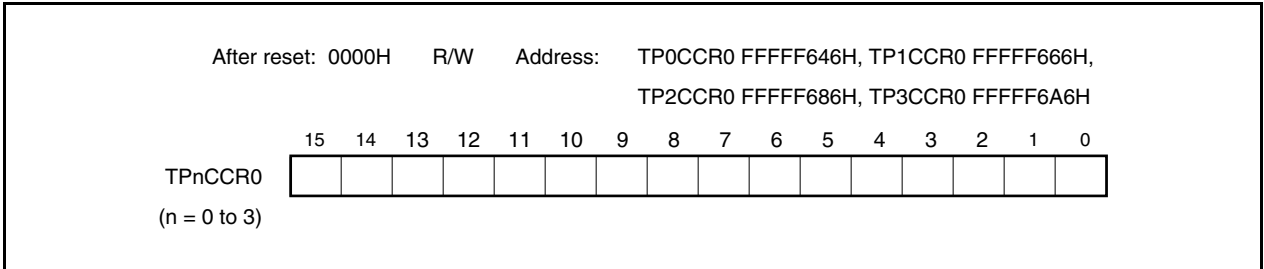 After reset: 0000H R/W Address: TP0CCR0 FFFFF646H, TP1CCR0 FFFFF666H,
TP2CCR0 FFFFF686H, TP3CCR0 FFFFF6A6H
15 14 13 12 11 10 9 8 7 6 5 4 3 2 1 0
TPnCCR0
(n = 0 to 3)